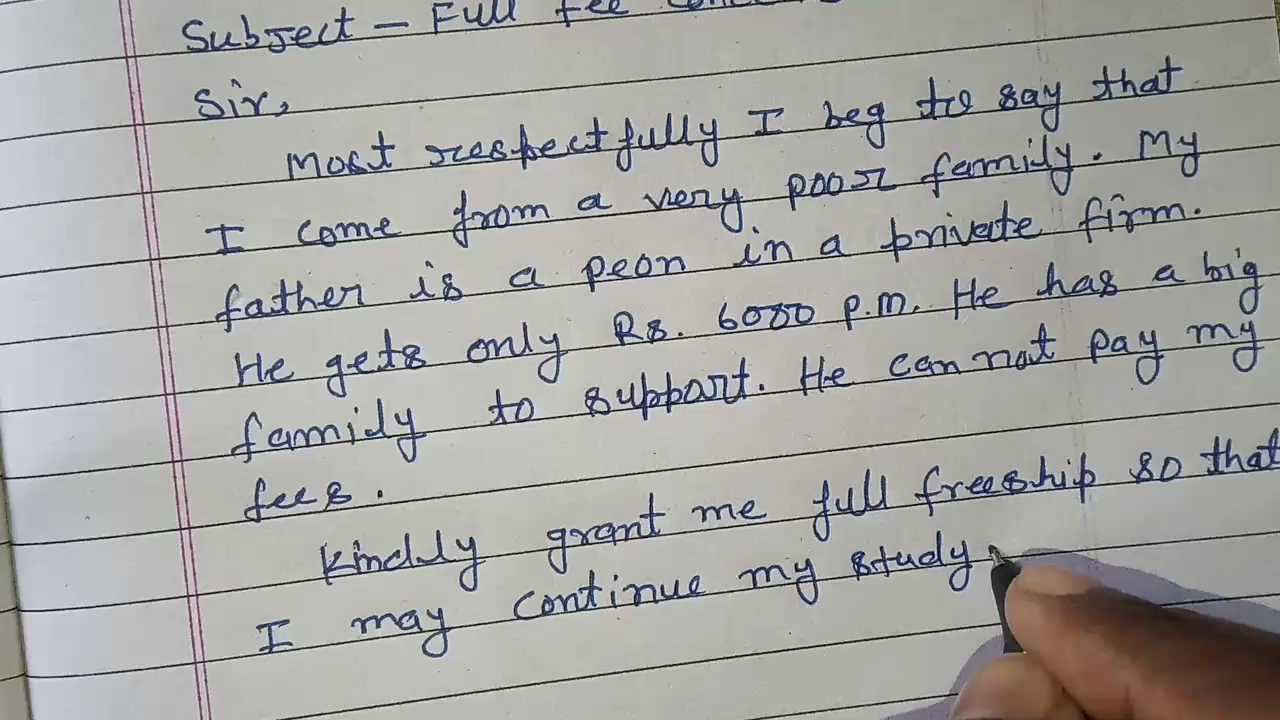 Subject - Full fee
Sir,
Most respectfully I beg to say that
I come from a very poor family. My
father is a peon in a private firm.
He gets only Rs. 6000 p.m. He has a big
family to support. He can not pay my
fees.
Kindly grant me full freeship so that
I may continue my study